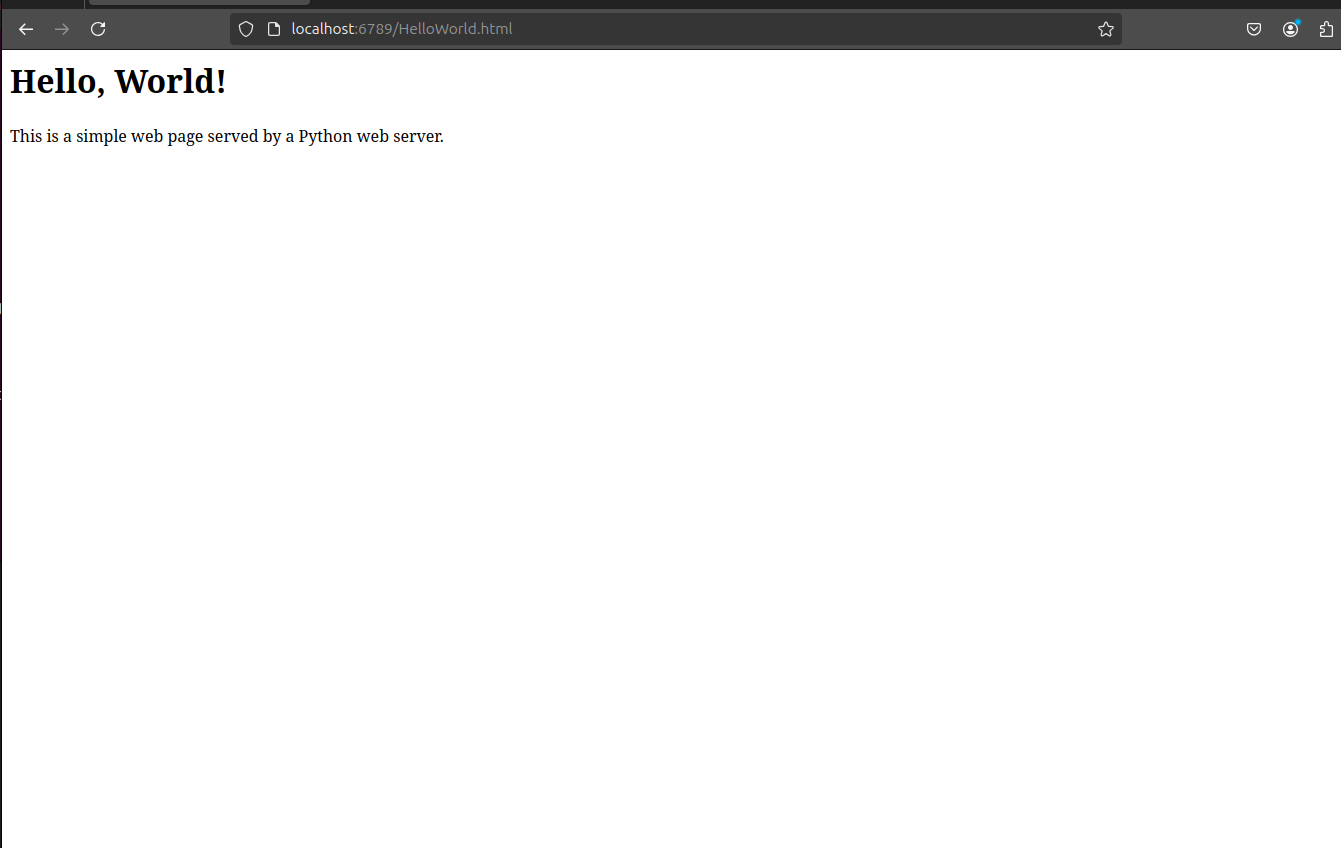 localhost:6789/HelloWorld.html
Hello, World!
This is a simple web page served by a Python web server.